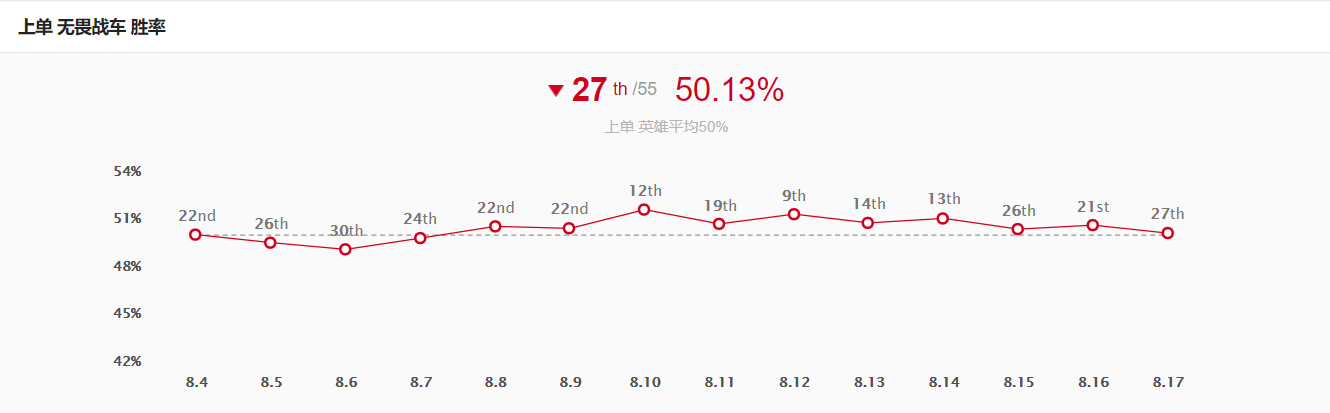 上单 无畏战车 胜率
27 th /55 50.13%
上单 英雄平均50%
54%
51%
48%
45%
42%
22nd 26th 30th 24th 22nd 22nd 12th 19th 9th 14th 13th 26th 21st 27th
8.4 8.5 8.6 8.7 8.8 8.9 8.10 8.11 8.12 8.13 8.14 8.15 8.16 8.17